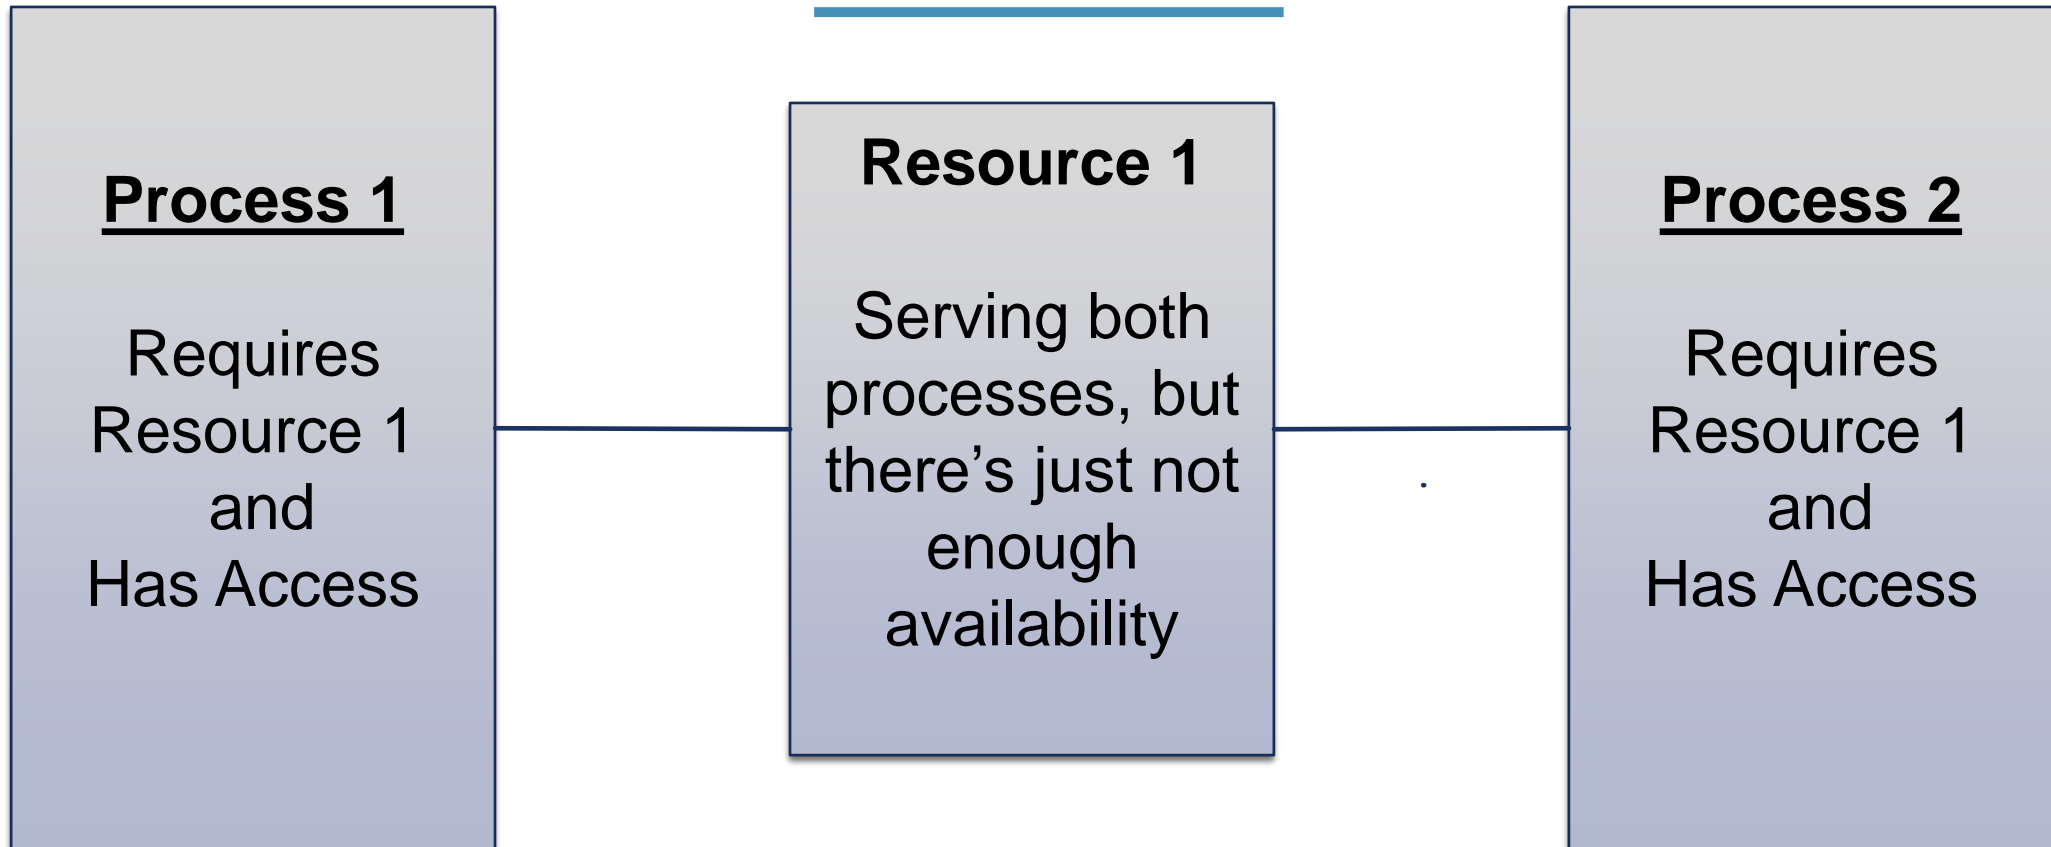 Process 1
Requires
Resource 1
and
Has Access
Resource 1
Serving both
processes, but
there’s just not
enough
availability
Process 2
Requires
Resource 1
and
Has Access